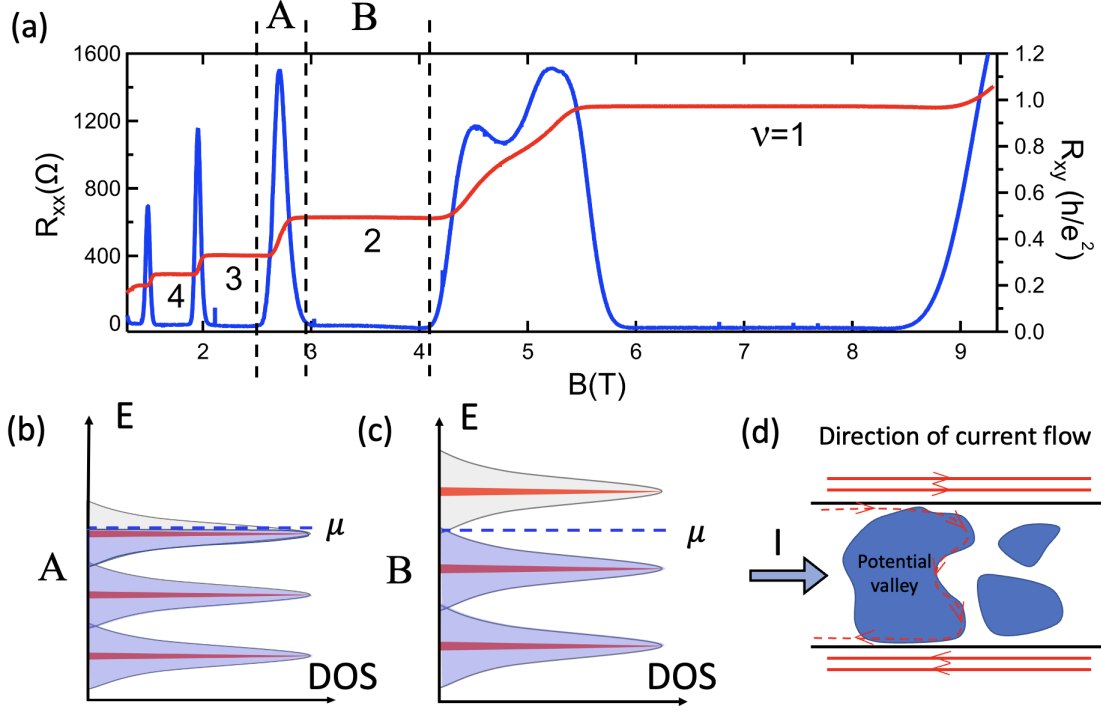 (a)
A
B
1600
1200
800
400
0
Rxx(Ω)
1.2
1.0
0.8
0.6
0.4
0.2
0.0
Rxy (h/e²)
4
3
2
ν=1
2
3
4
5
6
7
8
9
B(T)
(b)
E
μ
A
DOS
(c)
E
μ
B
DOS
(d)
Direction of current flow
I
Potential
valley